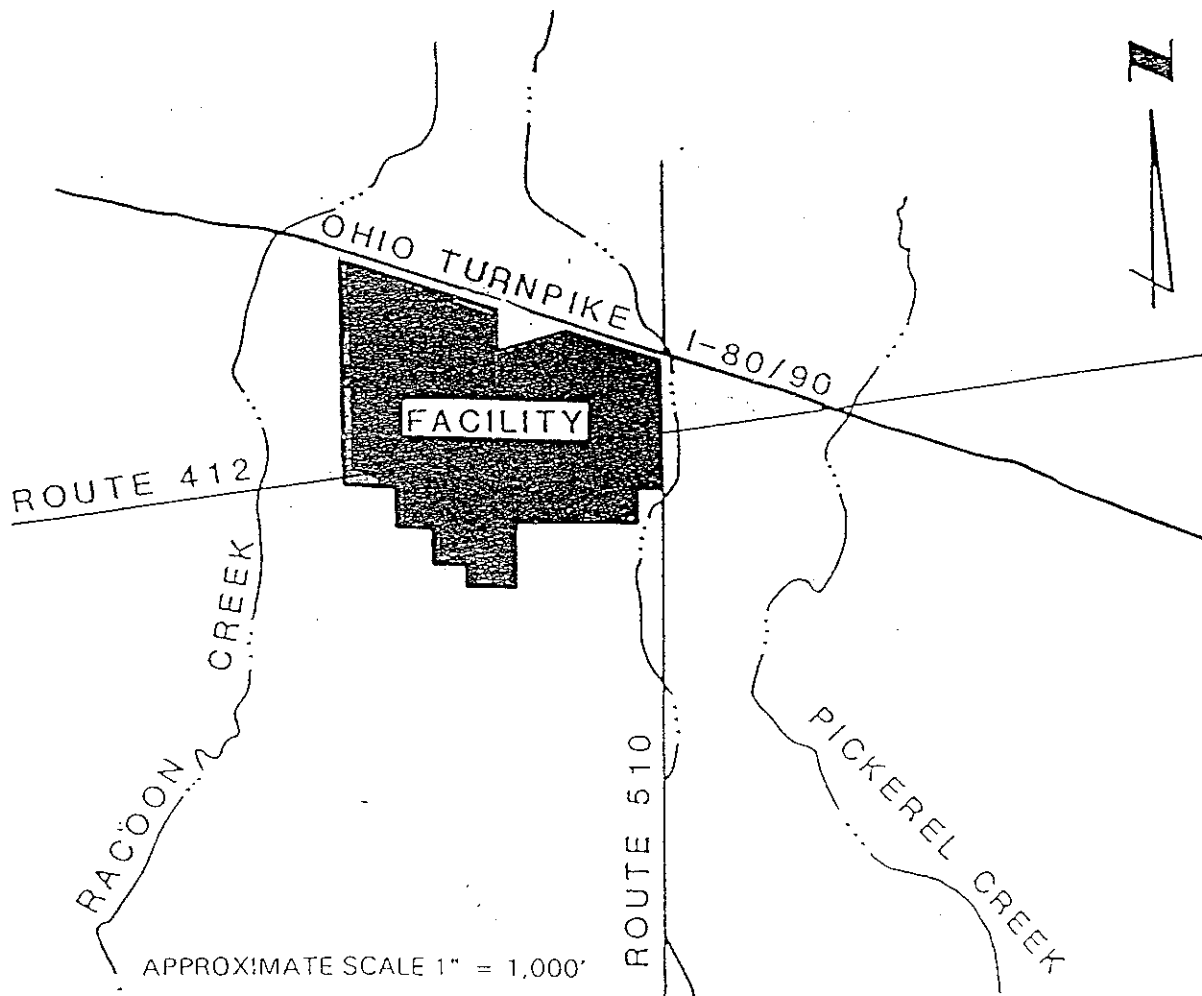 N
OHIO TURNPIKE
I-80/90
FACILITY
ROUTE 412
RACOON CREEK
ROUTE 510
PICKEREL CREEK
APPROXIMATE SCALE 1" = 1,000'